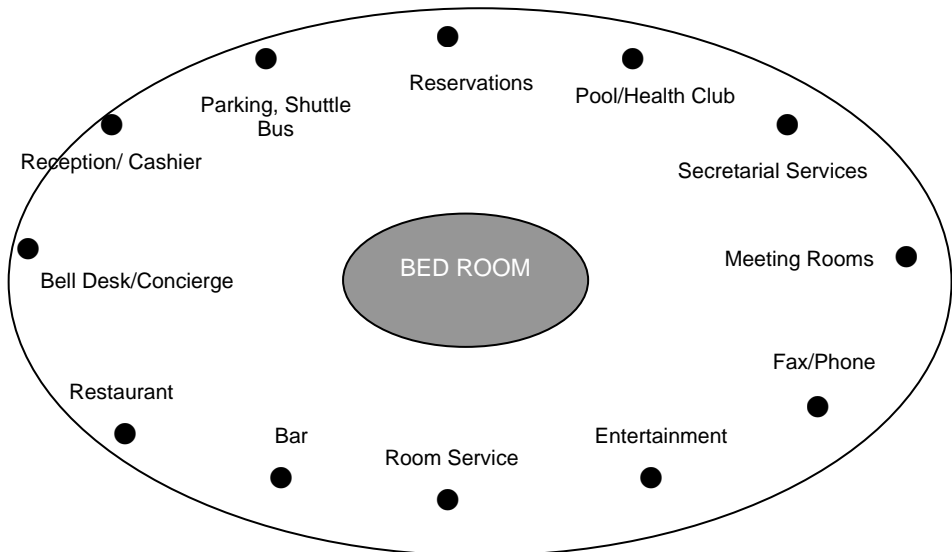 Reservations
Pool/Health Club
Parking, Shuttle
Bus
Reception/ Cashier
Secretarial Services
BED ROOM
Meeting Rooms
Bell Desk/Concierge
Fax/Phone
Restaurant
Bar
Entertainment
Room Service